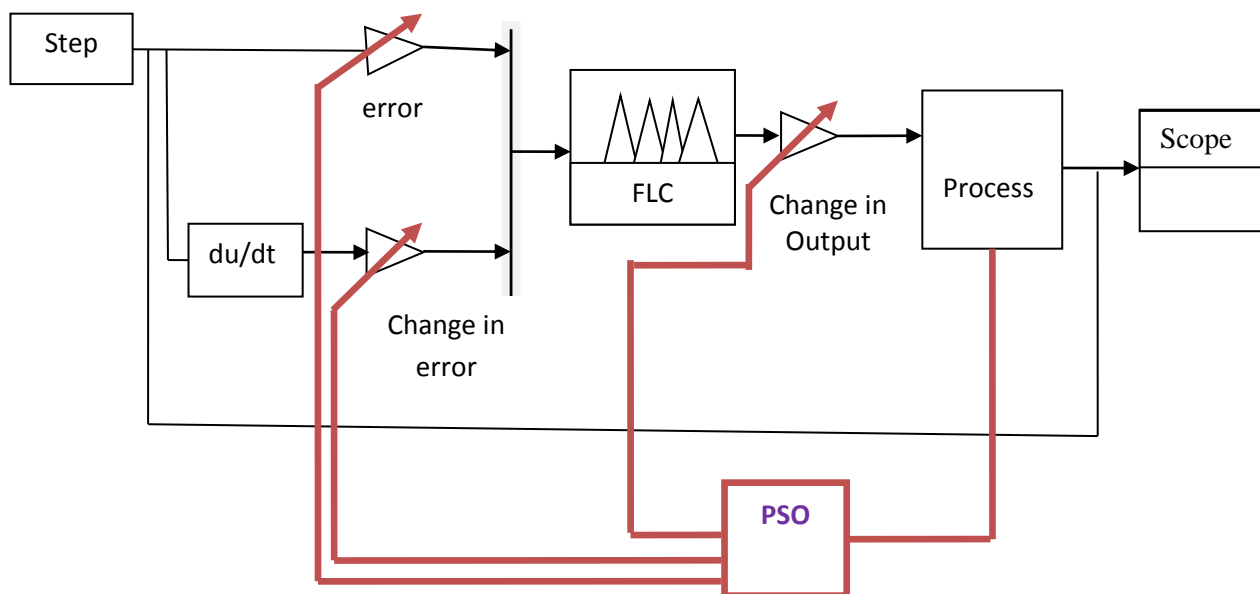 Step
error
du/dt
Change in
error
FLC
Change in
Output
Process
Scope
PSO